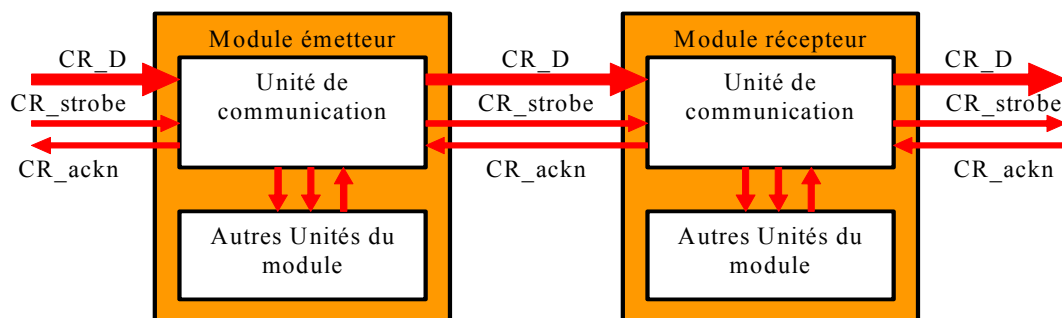 Module émetteur
Module récepteur
CR_D
CR_D
CR_D
Unité de
communication
Unité de
communication
CR_strobe
CR_strobe
CR_strobe
CR_ackn
CR_ackn
CR_ackn
Autres Unités du
module
Autres Unités du
module